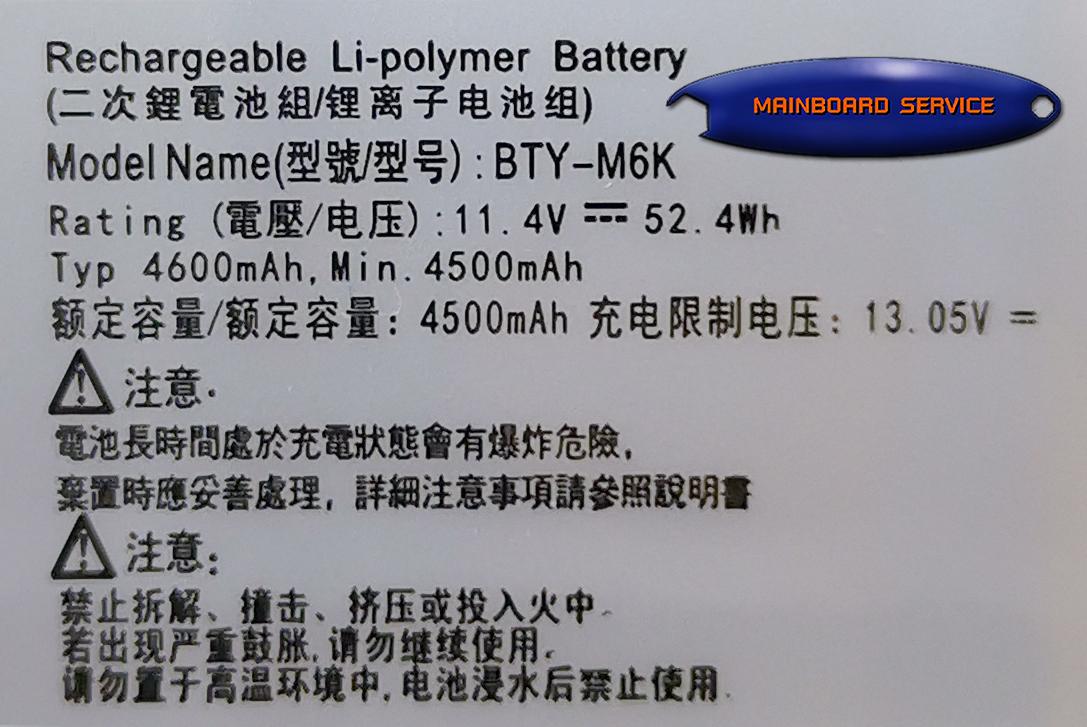 Rechargeable Li-polymer Battery
(二次鋰電池組/锂离子电池组)
MAINBOARD SERVICE
Model Name(型號/型号):BTY-M6K
Rating (電壓/电压):11.4V 52.4Wh
Typ 4600mAh,Min.4500mAh
额定容量/额定容量: 4500mAh 充电限制电压: 13.05V
注意.
電池長時間處於充電狀態會有爆炸危險,
棄置時應妥善處理, 詳細注意事項請參照說明書
注意:
禁止拆解、撞击、挤压或投入火中.
若出现严重鼓胀,请勿继续使用.
请勿置于高温环境中,电池浸水后禁止使用.